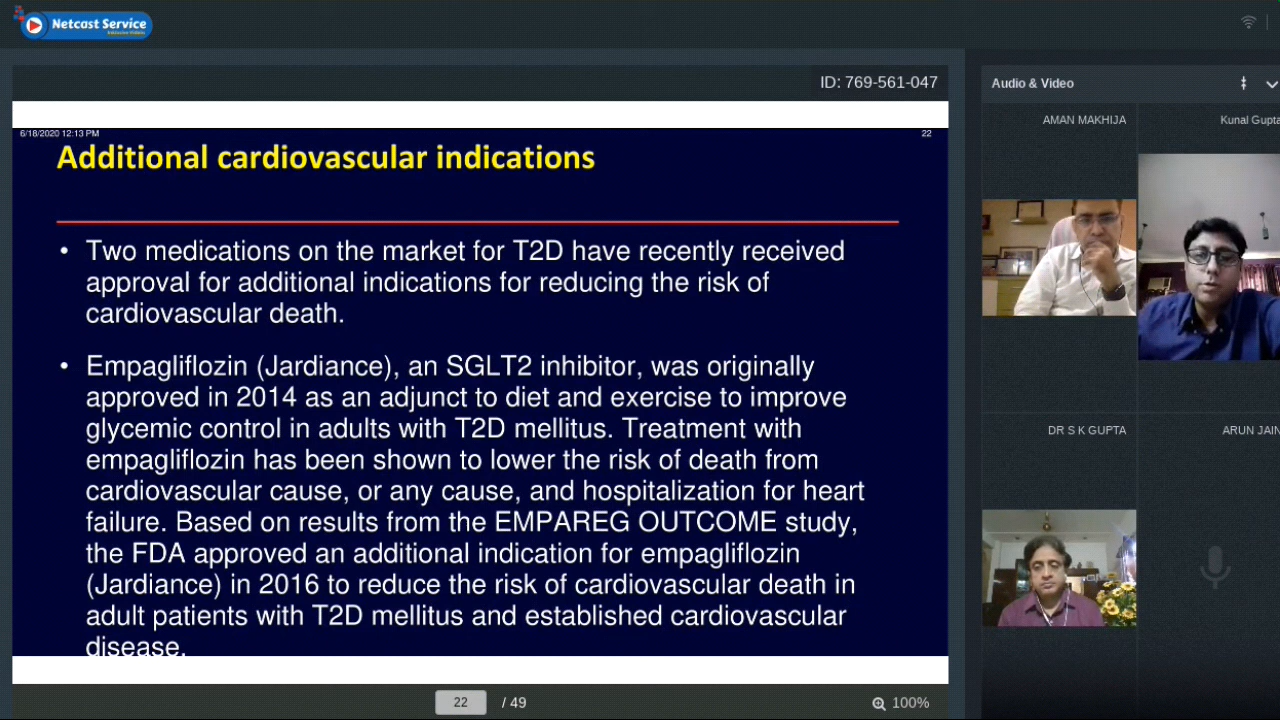 Netcast Service
ID: 769-561-047
Audio & Video
6/18/2020 12:13 PM
22
Additional cardiovascular indications
• Two medications on the market for T2D have recently received
approval for additional indications for reducing the risk of
cardiovascular death.
• Empagliflozin (Jardiance), an SGLT2 inhibitor, was originally
approved in 2014 as an adjunct to diet and exercise to improve
glycemic control in adults with T2D mellitus. Treatment with
empagliflozin has been shown to lower the risk of death from
cardiovascular cause, or any cause, and hospitalization for heart
failure. Based on results from the EMPAREG OUTCOME study,
the FDA approved an additional indication for empagliflozin
(Jardiance) in 2016 to reduce the risk of cardiovascular death in
adult patients with T2D mellitus and established cardiovascular
disease.
22 / 49
100%
AMAN MAKHIJA
Kunal Gupta
DR S K GUPTA
ARUN JAIN